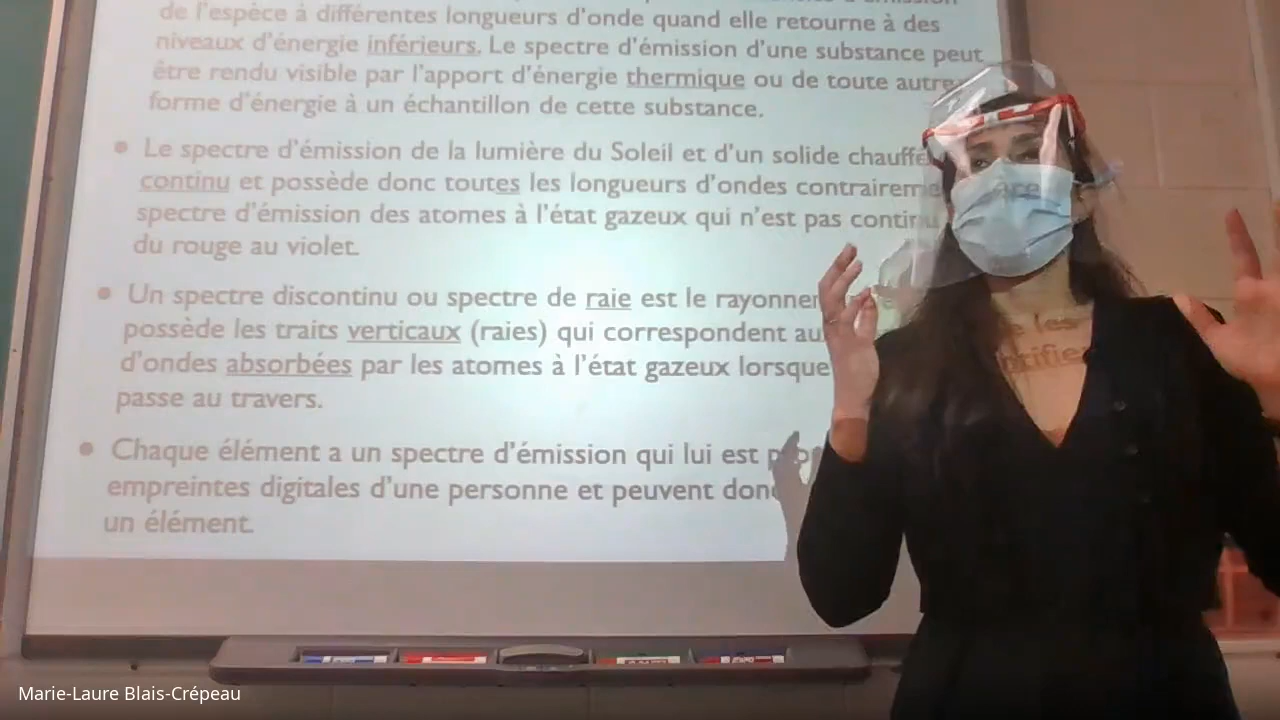 de l'espèce à différentes longueurs d'onde quand elle retourne à des
niveaux d'énergie inférieurs. Le spectre d'émission d'une substance peut
être rendu visible par l'apport d'énergie thermique ou de toute autre
forme d'énergie à un échantillon de cette substance.
• Le spectre d'émission de la lumière du Soleil et d'un solide chauffé
continu et possède donc toutes les longueurs d'ondes
spectre d'émission des atomes à l'état gazeux qui n'est pas continu
du rouge au violet.
• Un spectre discontinu ou spectre de raie est le
possède les traits verticaux (raies) qui correspondent
d'ondes absorbées par les atomes à l'état gazeux lorsque
passe au travers.
• Chaque élément a un spectre d'émission qui lui est
empreintes digitales d'une personne et peuvent
un élément.
Marie-Laure Blais-Crépeau